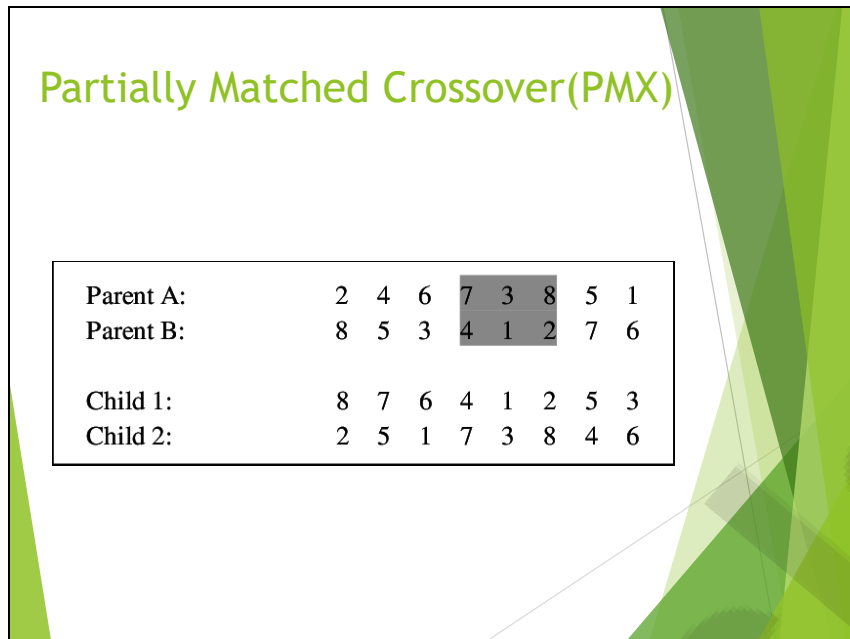 Partially Matched Crossover(PMX)
Parent A: 2 4 6 7 3 8 5 1
Parent B: 8 5 3 4 1 2 7 6
Child 1: 8 7 6 4 1 2 5 3
Child 2: 2 5 1 7 3 8 4 6